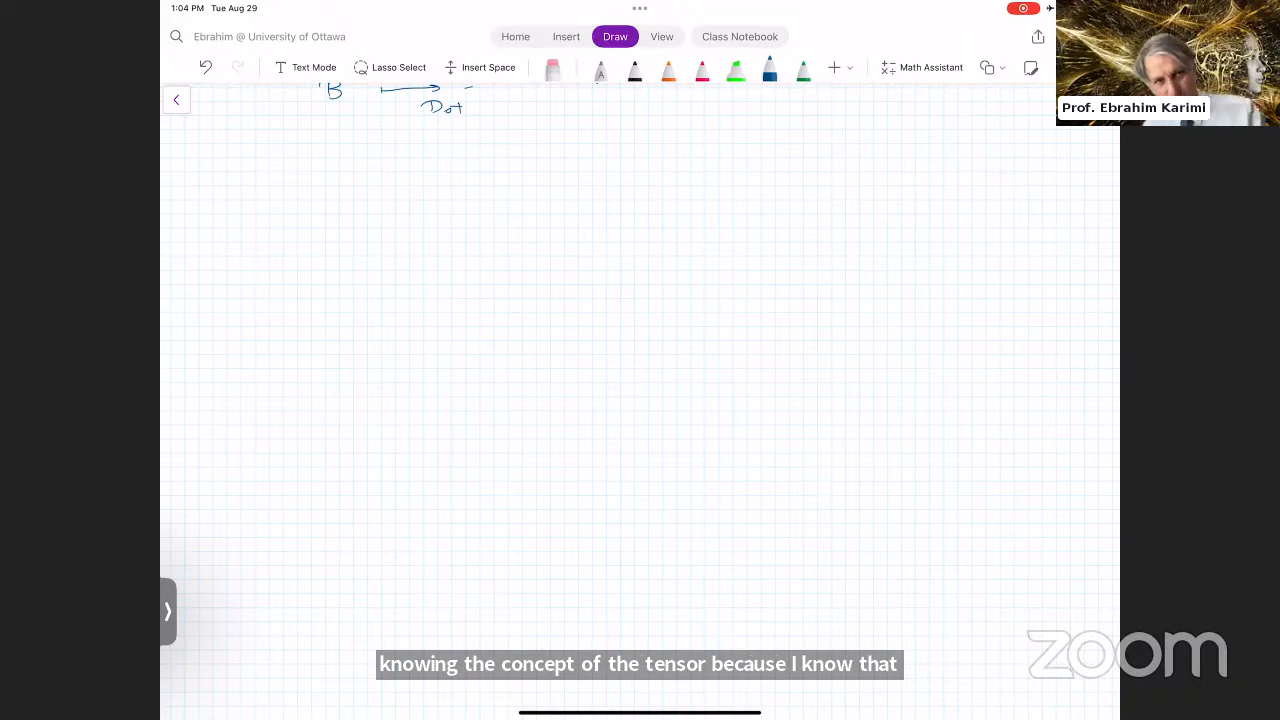 1:04 PM Tue Aug 29
Ebrahim @ University of Ottawa
Home Insert Draw View Class Notebook
Text Mode Lasso Select Insert Space A Math Assistant
Prof. Ebrahim Karimi
B
Dot
knowing the concept of the tensor because I know that
zoom